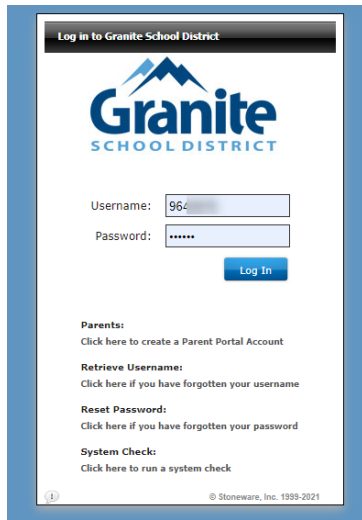 Log in to Granite School District
Granite
SCHOOL DISTRICT
Username: 964
Password: ••••••
Log In
Parents:
Click here to create a Parent Portal Account
Retrieve Username:
Click here if you have forgotten your username
Reset Password:
Click here if you have forgotten your password
System Check:
Click here to run a system check
© Stoneware, Inc. 1999-2021